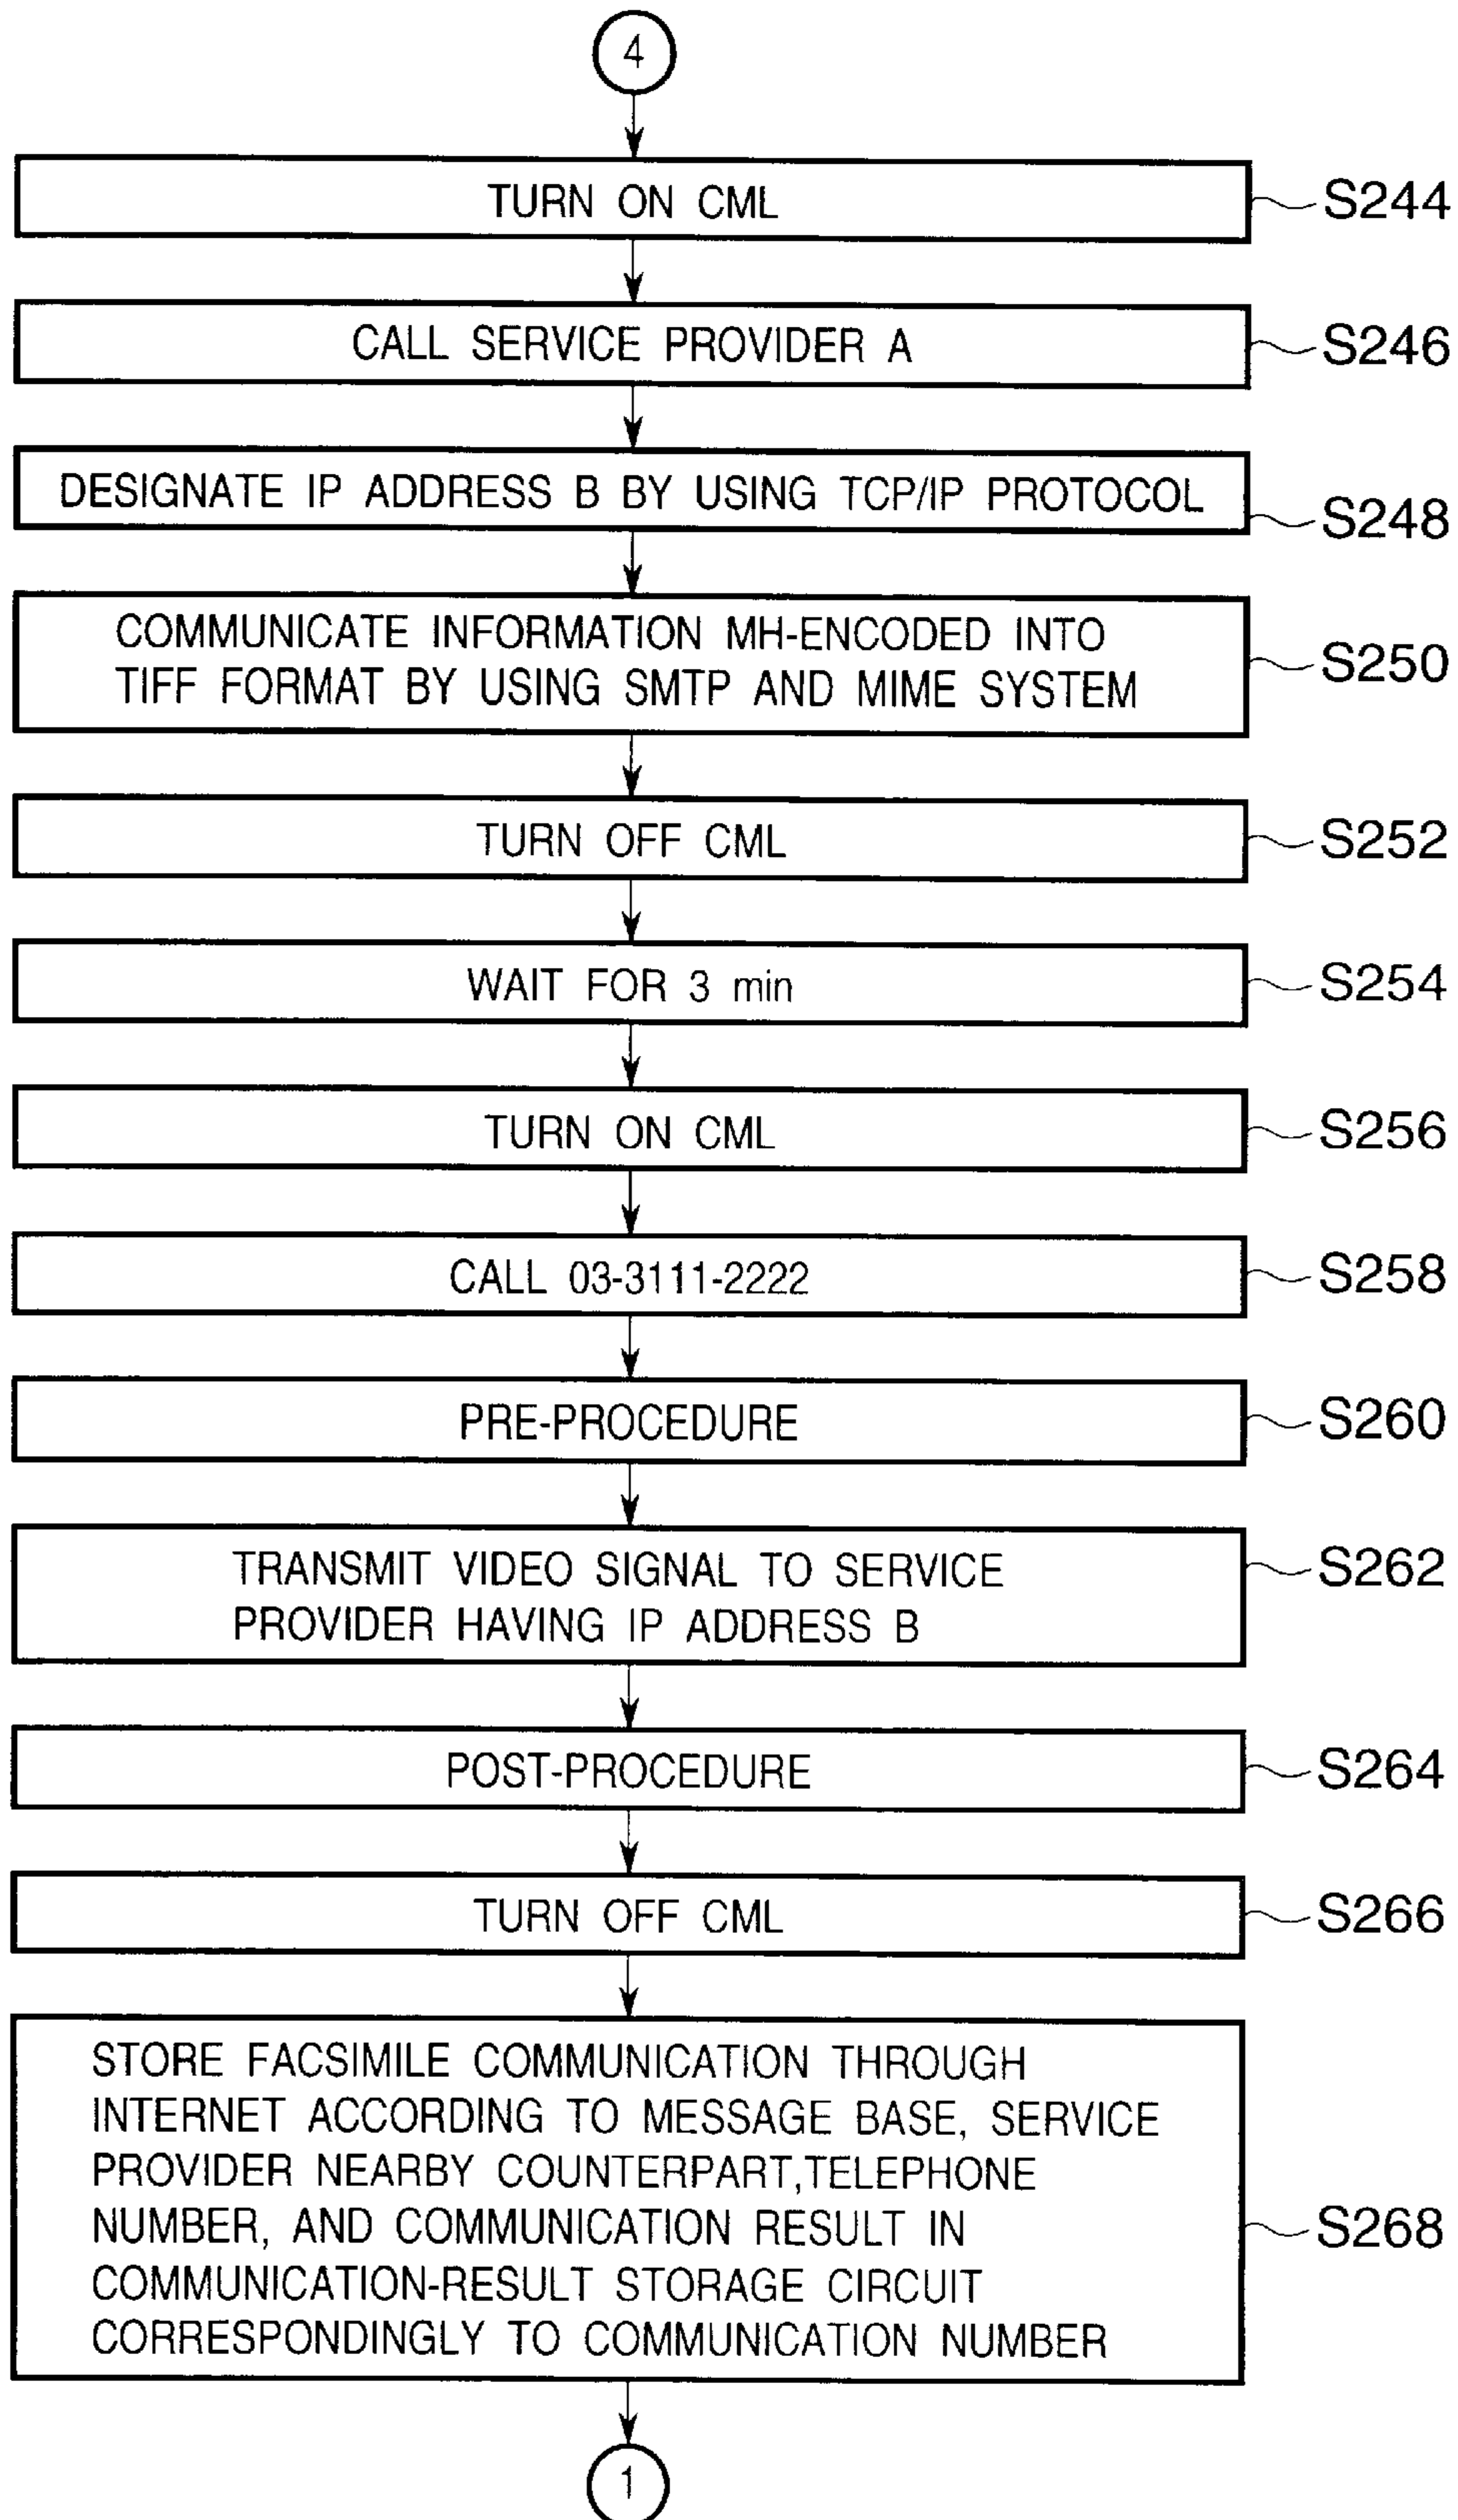 4
TURN ON CML
S244
CALL SERVICE PROVIDER A
S246
DESIGNATE IP ADDRESS B BY USING TCP/IP PROTOCOL
S248
COMMUNICATE INFORMATION MH-ENCODED INTO
TIFF FORMAT BY USING SMTP AND MIME SYSTEM
S250
TURN OFF CML
S252
WAIT FOR 3 min
S254
TURN ON CML
S256
CALL 03-3111-2222
S258
PRE-PROCEDURE
S260
TRANSMIT VIDEO SIGNAL TO SERVICE
PROVIDER HAVING IP ADDRESS B
S262
POST-PROCEDURE
S264
TURN OFF CML
S266
STORE FACSIMILE COMMUNICATION THROUGH
INTERNET ACCORDING TO MESSAGE BASE, SERVICE
PROVIDER NEARBY COUNTERPART,TELEPHONE
NUMBER, AND COMMUNICATION RESULT IN
COMMUNICATION-RESULT STORAGE CIRCUIT
CORRESPONDINGLY TO COMMUNICATION NUMBER
S268
1